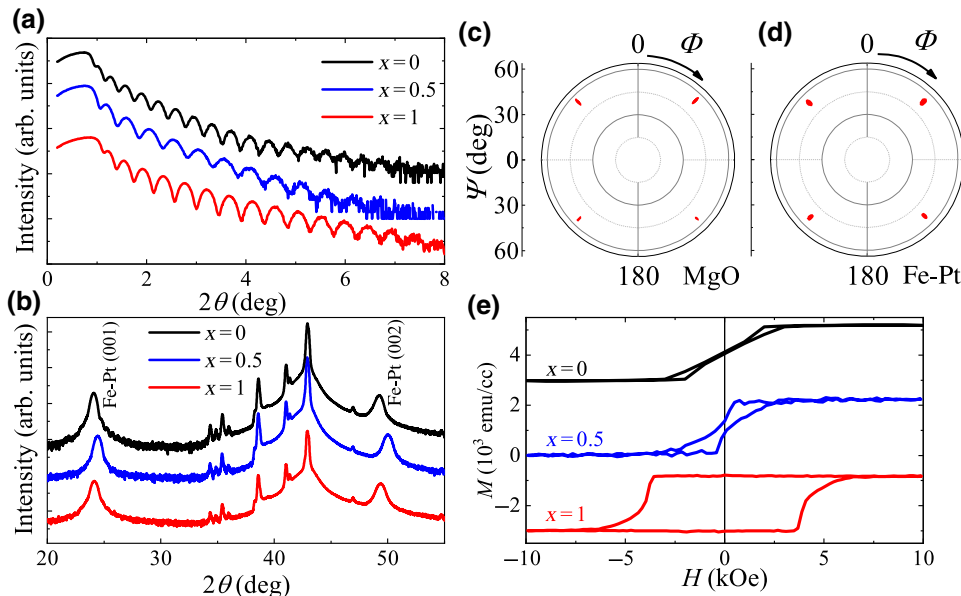 (a)
Intensity (arb. units)
x = 0
x = 0.5
x = 1
0 2 4 6 8
2θ (deg)
(b)
Intensity (arb. units)
Fe-Pt (001)
x = 0
x = 0.5
x = 1
Fe-Pt (002)
20 30 40 50
2θ (deg)
(c)
0 Φ
Ψ (deg)
60
30
0
30
60
180 MgO
(d)
0 Φ
180 Fe-Pt
(e)
M (10³ emu/cc)
4
2
0
−2
x = 0
x = 0.5
x = 1
−10 −5 0 5 10
H (kOe)